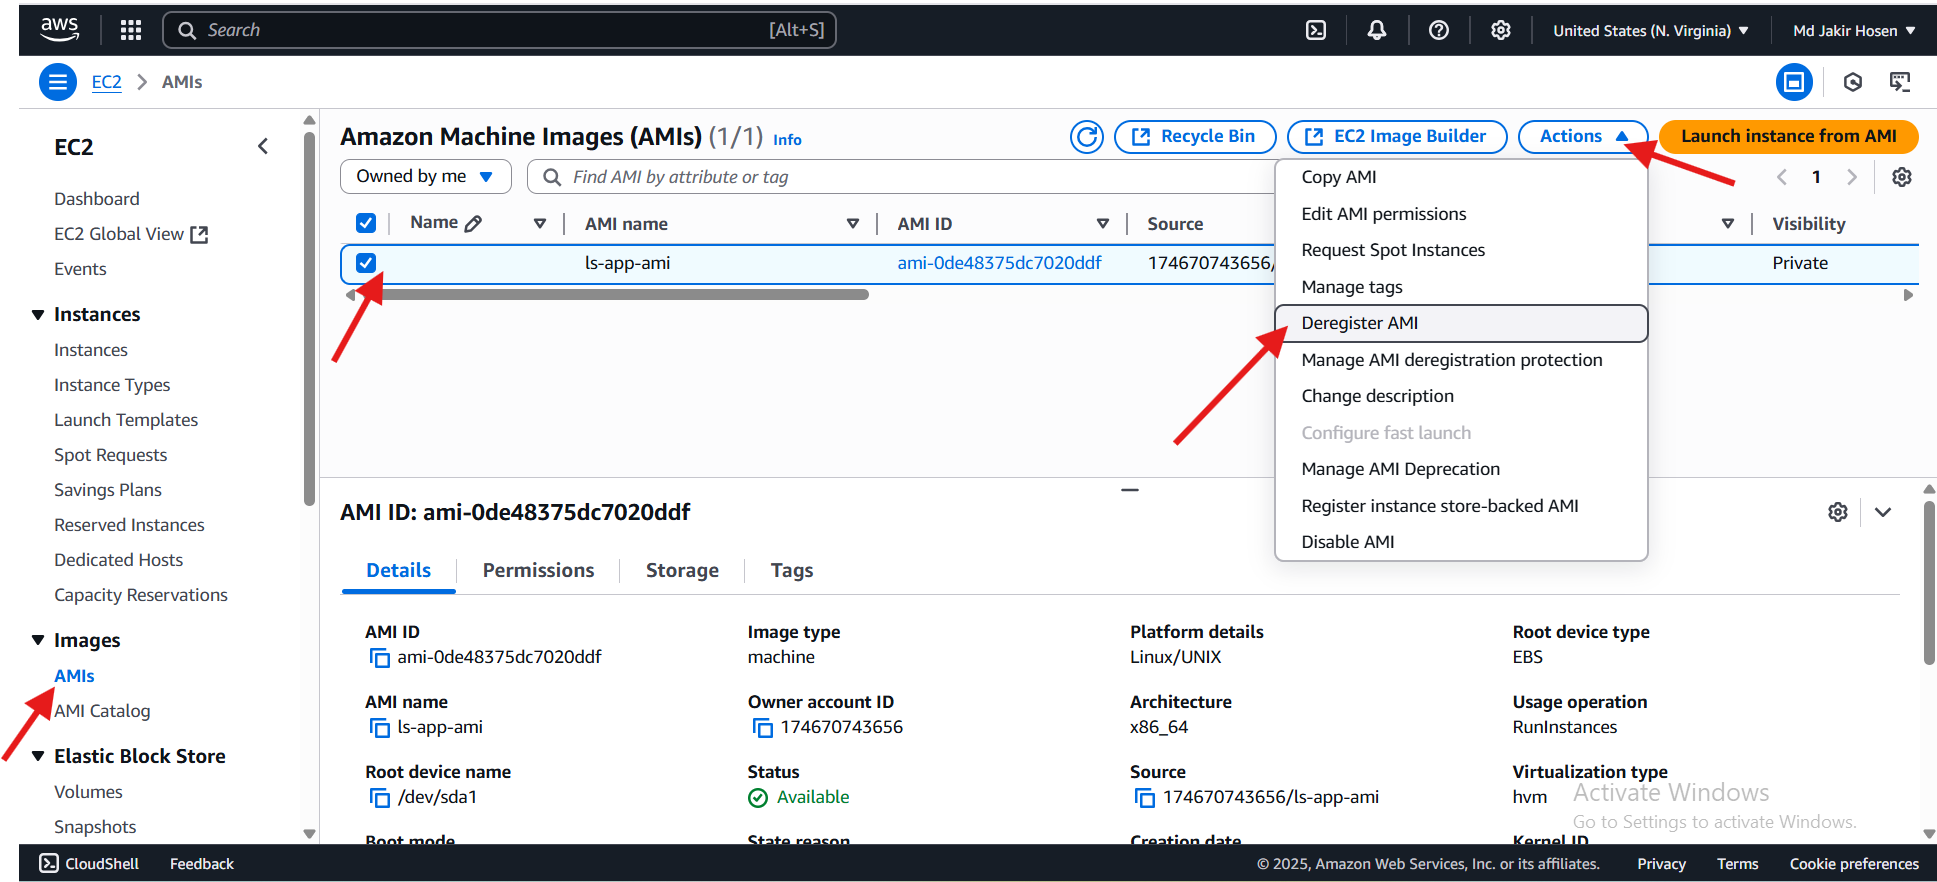 aws
Search [Alt+S]
United States (N. Virginia)
Md Jakir Hosen
EC2
AMIs
EC2
Dashboard
EC2 Global View
Events
Instances
Instances
Instance Types
Launch Templates
Spot Requests
Savings Plans
Reserved Instances
Dedicated Hosts
Capacity Reservations
Images
AMIs
AMI Catalog
Elastic Block Store
Volumes
Snapshots
Amazon Machine Images (AMIs) (1/1) Info
Recycle Bin
EC2 Image Builder
Actions
Launch instance from AMI
Owned by me
Find AMI by attribute or tag
1
Name
AMI name
AMI ID
Source
Visibility
ls-app-ami
ami-0de48375dc7020ddf
174670743656/
Private
Copy AMI
Edit AMI permissions
Request Spot Instances
Manage tags
Deregister AMI
Manage AMI deregistration protection
Change description
Configure fast launch
Manage AMI Deprecation
Register instance store-backed AMI
Disable AMI
AMI ID: ami-0de48375dc7020ddf
Details
Permissions
Storage
Tags
AMI ID
ami-0de48375dc7020ddf
Image type
machine
Platform details
Linux/UNIX
Root device type
EBS
AMI name
ls-app-ami
Owner account ID
174670743656
Architecture
x86_64
Usage operation
RunInstances
Root device name
/dev/sda1
Status
Available
Source
174670743656/ls-app-ami
Virtualization type
hvm
Boot mode
State reason
Creation date
Kernel ID
Activate Windows
Go to Settings to activate Windows.
CloudShell
Feedback
© 2025, Amazon Web Services, Inc. or its affiliates.
Privacy
Terms
Cookie preferences